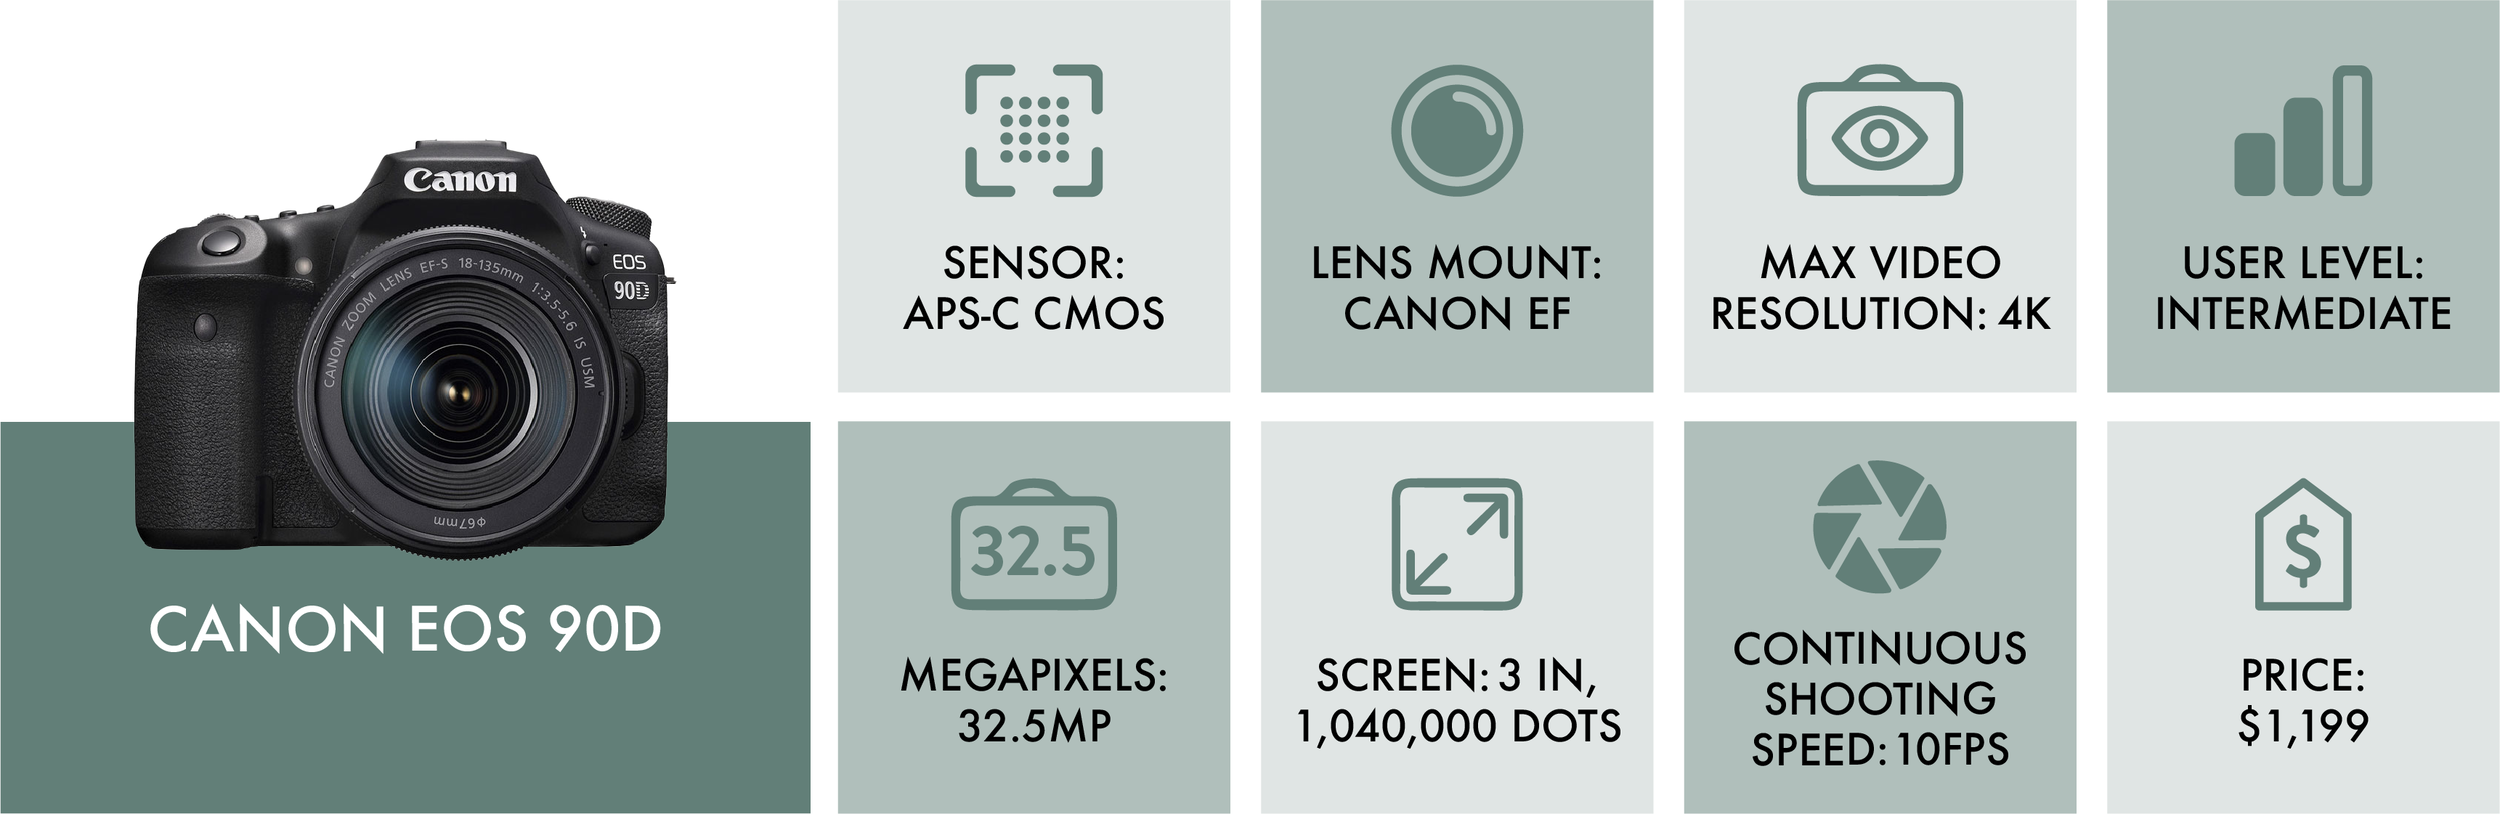 Canon
EOS
90D
CANON ZOOM LENS EF-S 18-135mm 1:3.5-5.6 IS USM
φ67mm
CANON EOS 90D
SENSOR:
APS-C CMOS
LENS MOUNT:
CANON EF
MAX VIDEO
RESOLUTION: 4K
USER LEVEL:
INTERMEDIATE
32.5
MEGAPIXELS:
32.5MP
SCREEN: 3 IN,
1,040,000 DOTS
CONTINUOUS
SHOOTING
SPEED: 10FPS
$
PRICE:
$1,199